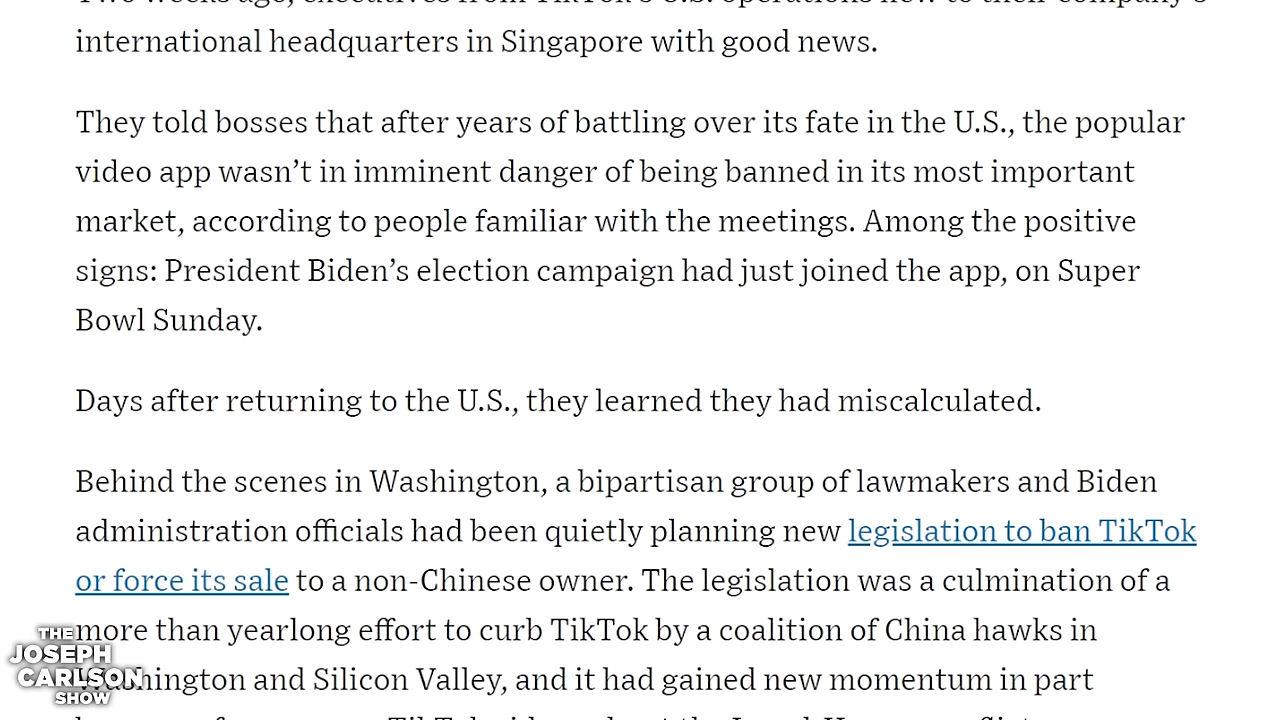 international headquarters in Singapore with good news.
They told bosses that after years of battling over its fate in the U.S., the popular
video app wasn’t in imminent danger of being banned in its most important
market, according to people familiar with the meetings. Among the positive
signs: President Biden’s election campaign had just joined the app, on Super
Bowl Sunday.
Days after returning to the U.S., they learned they had miscalculated.
Behind the scenes in Washington, a bipartisan group of lawmakers and Biden
administration officials had been quietly planning new legislation to ban TikTok
or force its sale to a non-Chinese owner. The legislation was a culmination of a
more than yearlong effort to curb TikTok by a coalition of China hawks in
Washington and Silicon Valley, and it had gained new momentum in part
THE
JOSEPH
CARLSON
SHOW